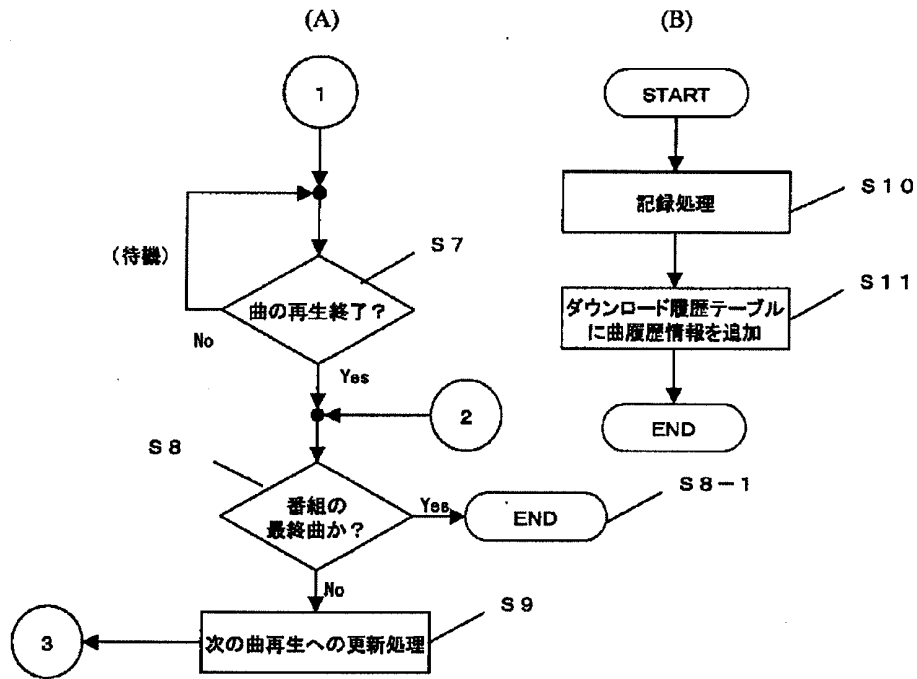 (A)
1
(待機)
S7
曲の再生終了?
No
Yes
2
S8
番組の
最終曲か?
Yes
END
S8-1
No
S9
次の曲再生への更新処理
3
(B)
START
記録処理
S10
ダウンロード履歴テーブル
に曲履歴情報を追加
S11
END